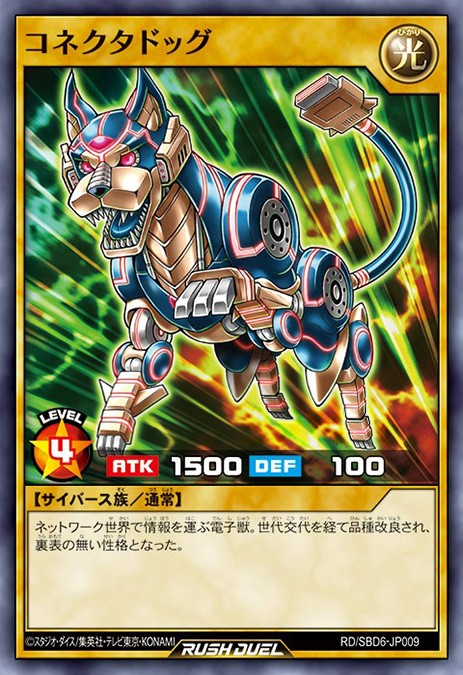 コネクタドッグ
ひかり
光
LEVEL
4
ATK 1500 DEF 100
【サイバース族／通常】
ネットワーク世界で情報を運ぶ電子獣。世代交代を経て品種改良され、
裏表の無い性格となった。
©スタジオ・ダイス/集英社・テレビ東京・KONAMI
RUSH DUEL
RD/SBD6-JP009